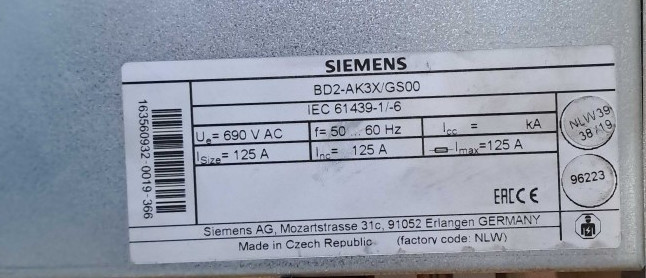 SIEMENS
BD2-AK3X/GS00
IEC 61439-1/-6
Ue= 690 V AC f= 50 ... 60 Hz Icc = kA
ISize= 125 A Inc= 125 A Imax=125 A
163560932-0019-366
NLW39
38/19
96223
EAC CE
Siemens AG, Mozartstrasse 31c, 91052 Erlangen GERMANY
Made in Czech Republic (factory code: NLW)